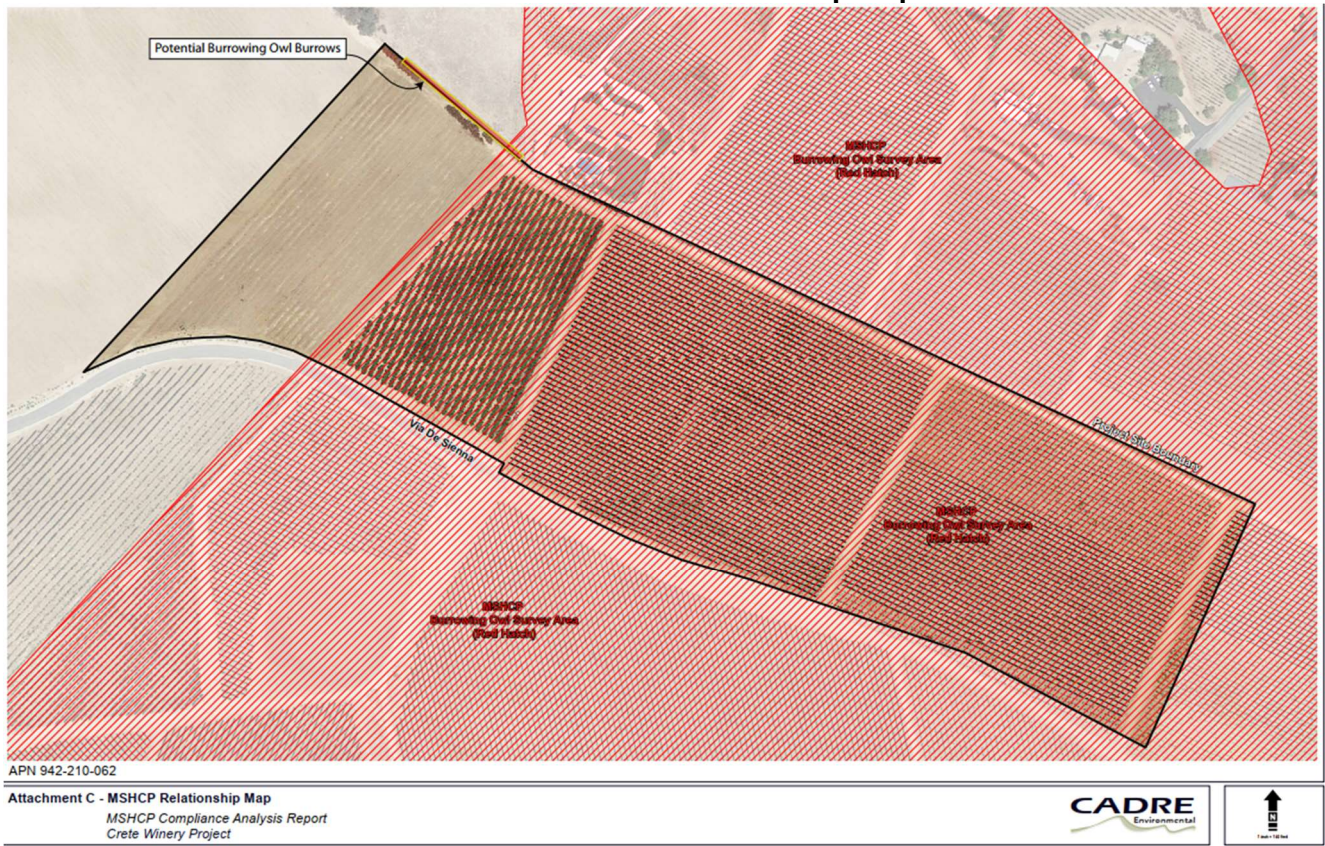 Potential Burrowing Owl Burrows
MSHCP
Burrowing Owl Survey Area
(Red Hatch)
Via De Sienna
Project Site Boundary
MSHCP
Burrowing Owl Survey Area
(Red Hatch)
MSHCP
Burrowing Owl Survey Area
(Red Hatch)
APN 942-210-062
Attachment C - MSHCP Relationship Map
MSHCP Compliance Analysis Report
Crete Winery Project
CADRE
Environmental
N